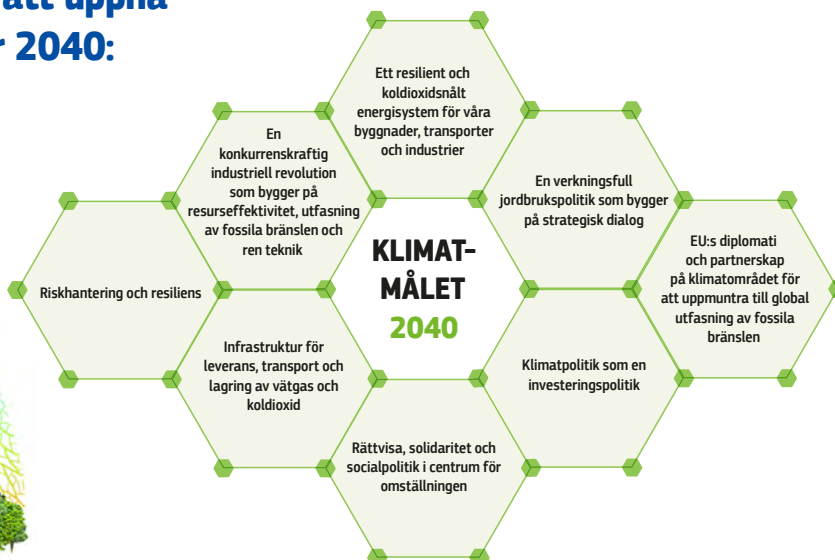 att uppnå
2040:
Ett resilient och
koldioxidsnålt
energisystem för våra
byggnader, transporter
och industrier
En
konkurrenskraftig
industriell revolution
som bygger på
resurseffektivitet, utfasning
av fossila bränslen och
ren teknik
En verkningsfull
jordbrukspolitik som bygger
på strategisk dialog
EU:s diplomati
och partnerskap
på klimatområdet för
att uppmuntra till global
utfasning av fossila
bränslen
KLIMAT-
MÅLET
2040
Riskhantering och resiliens
Infrastruktur för
leverans, transport och
lagring av vätgas och
koldioxid
Klimatpolitik som en
investeringspolitik
Rättvisa, solidaritet och
socialpolitik i centrum för
omställningen